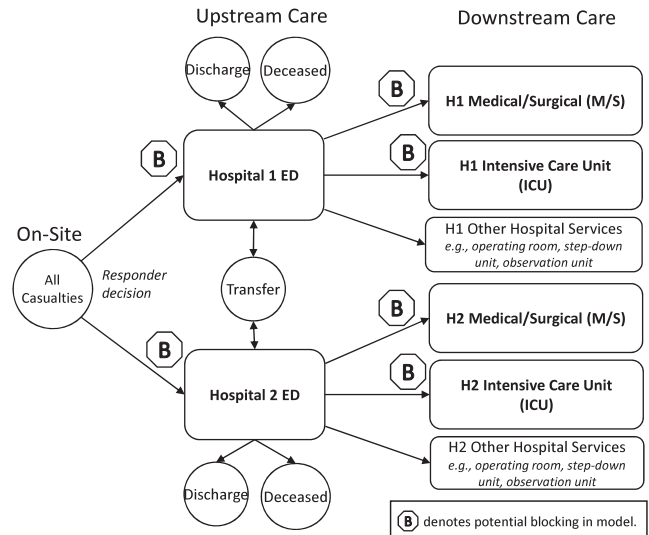 Upstream Care
Downstream Care
Discharge
Deceased
B
H1 Medical/Surgical (M/S)
B
Hospital 1 ED
B
H1 Intensive Care Unit
(ICU)
H1 Other Hospital Services
e.g., operating room, step-down
unit, observation unit
On-Site
All
Casualties
Responder
decision
Transfer
B
Hospital 2 ED
B
H2 Medical/Surgical (M/S)
B
H2 Intensive Care Unit
(ICU)
H2 Other Hospital Services
e.g., operating room, step-down
unit, observation unit
Discharge
Deceased
B denotes potential blocking in model.